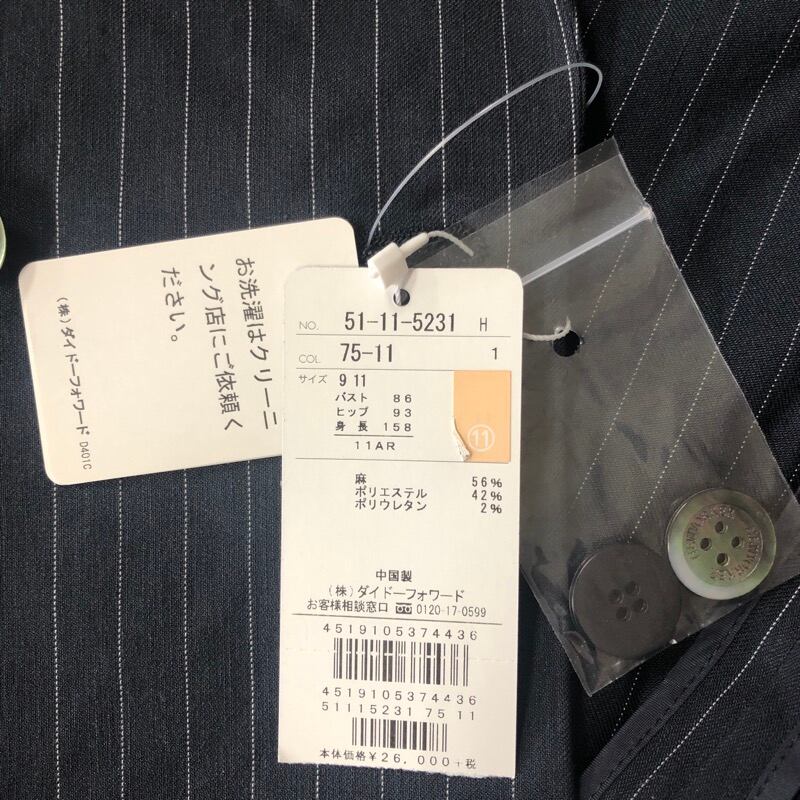 お洗濯はクリーニ
ング店にご依頼く
ださい。
(株)ダイドーフォワード D401C
NO. 51-11-5231 H
COL. 75-11 1
サイズ 9 11
バスト 86
ヒップ 93
身長 158
11AR
⑪
麻 56%
ポリエステル 42%
ポリウレタン 2%
中国製
(株)ダイドーフォワード
お客様相談窓口 0120-17-0599
4519105374436
4519105374436
51115231 75 11
本体価格¥26,000+税